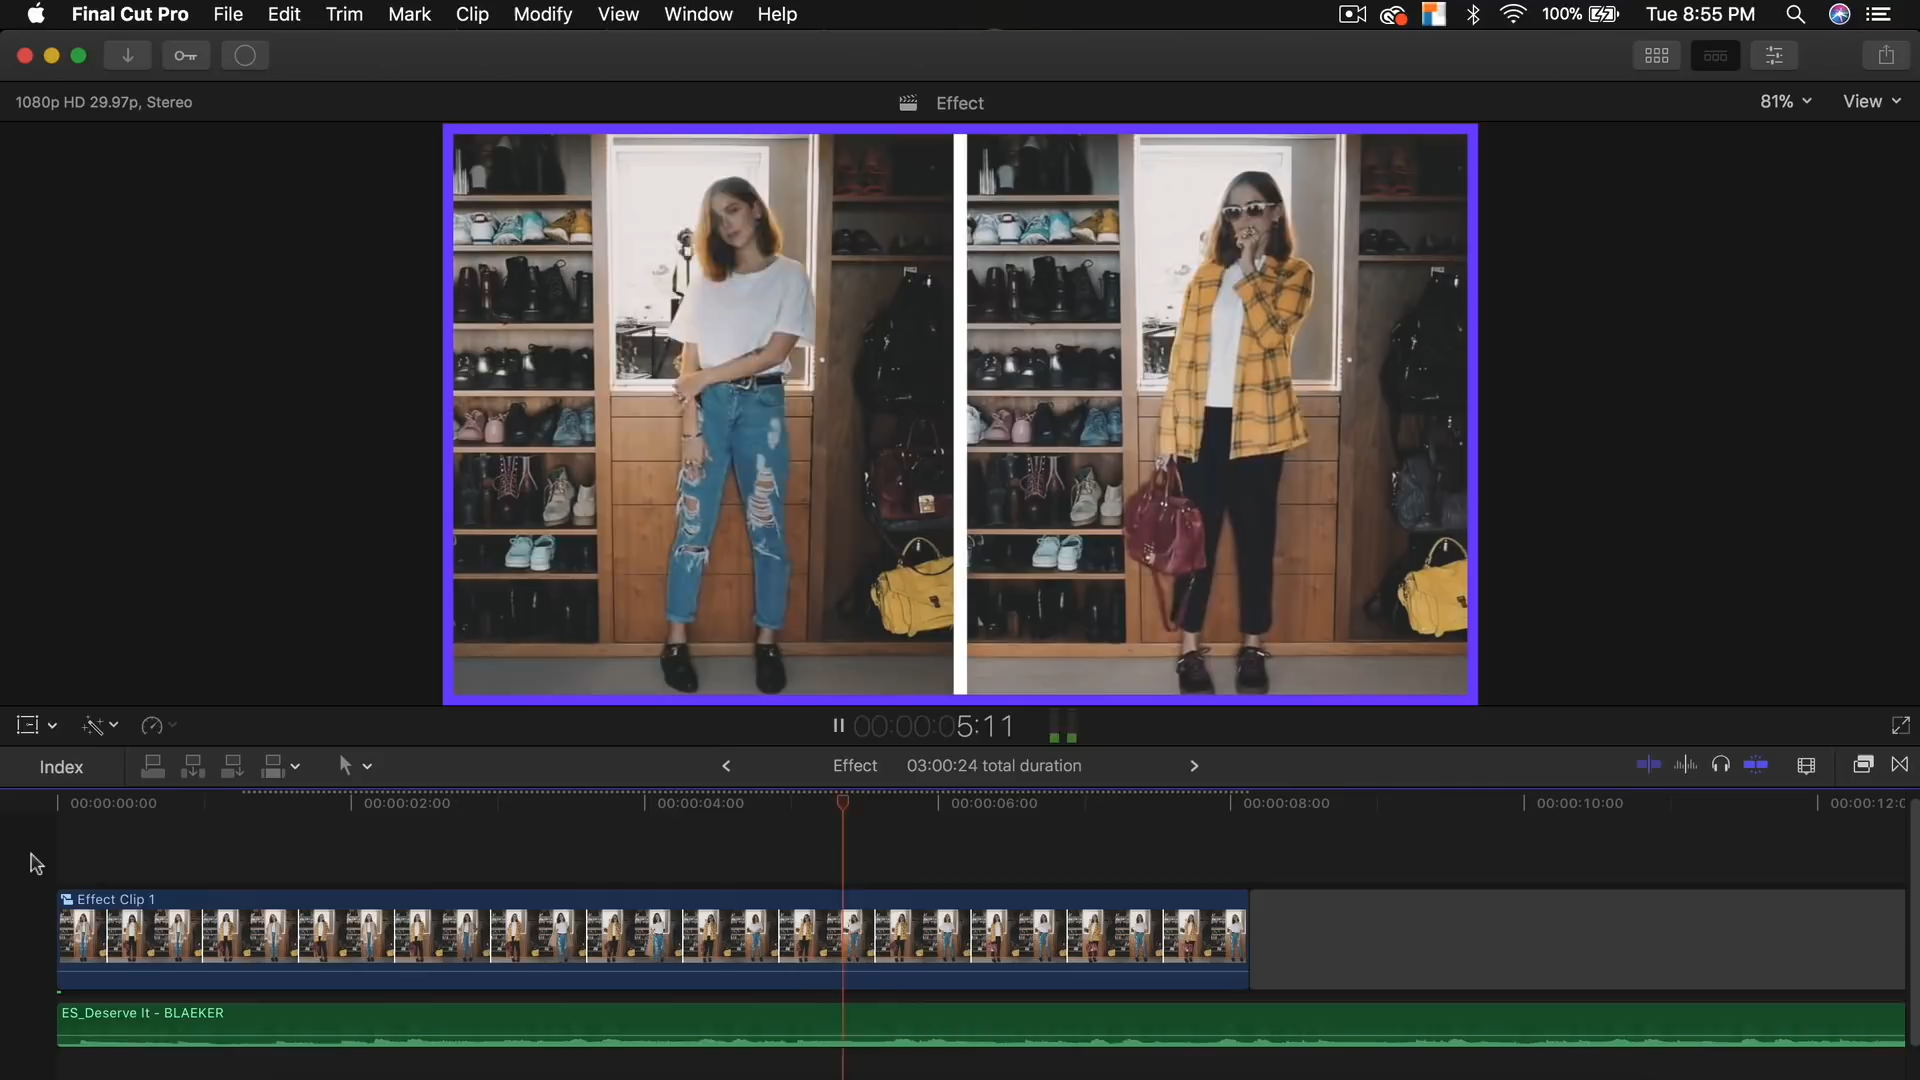 Final Cut Pro File Edit Trim Mark Clip Modify View Window Help 100% Tue 8:55 PM
1080p HD 29.97p, Stereo Effect 81% View
00:00:05:11
Index Effect 03:00:24 total duration
00:00:00:00 00:00:02:00 00:00:04:00 00:00:06:00 00:00:08:00 00:00:10:00 00:00:12:0
Effect Clip 1
ES_Deserve It - BLAEKER